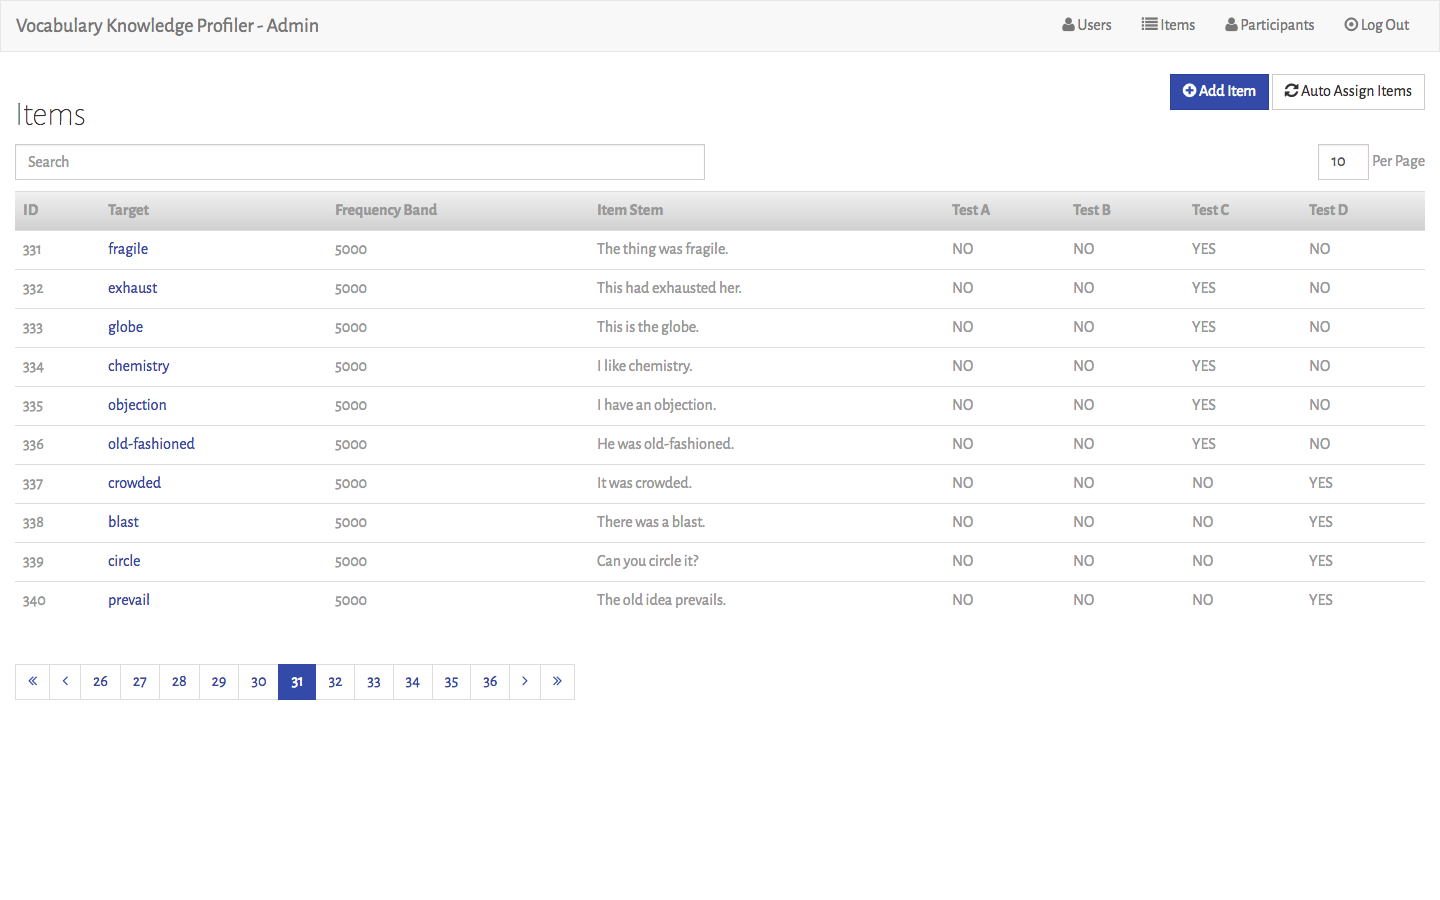 Vocabulary Knowledge Profiler - Admin Users Items Participants Log Out
Add Item Auto Assign Items
Items
Search 10 Per Page
ID Target Frequency Band Item Stem Test A Test B Test C Test D
331 fragile 5000 The thing was fragile. NO NO YES NO
332 exhaust 5000 This had exhausted her. NO NO YES NO
333 globe 5000 This is the globe. NO NO YES NO
334 chemistry 5000 I like chemistry. NO NO YES NO
335 objection 5000 I have an objection. NO NO YES NO
336 old-fashioned 5000 He was old-fashioned. NO NO YES NO
337 crowded 5000 It was crowded. NO NO NO YES
338 blast 5000 There was a blast. NO NO NO YES
339 circle 5000 Can you circle it? NO NO NO YES
340 prevail 5000 The old idea prevails. NO NO NO YES
« ‹ 26 27 28 29 30 31 32 33 34 35 36 › »